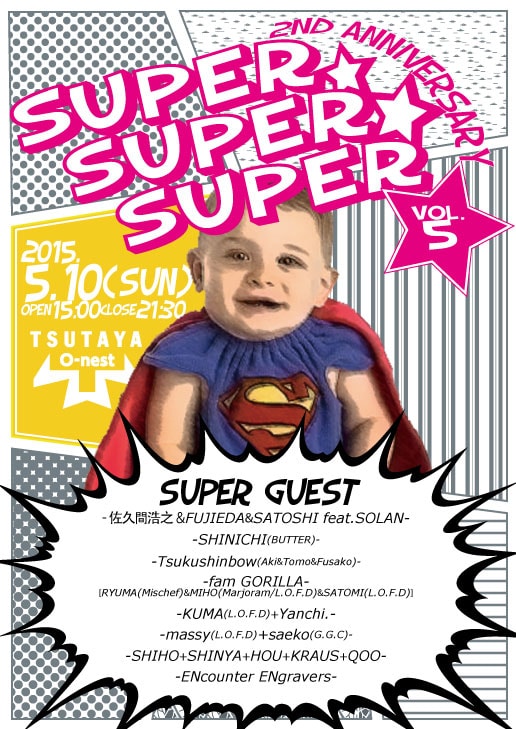 2ND ANNIVERSARY
SUPER★
SUPER★
SUPER
VOL.
5
2015.
5.10(SUN)
OPEN15:00CLOSE21:30
TSUTAYA
O-nest
S
SUPER GUEST
-佐久間浩之&FUJIEDA&SATOSHI feat.SOLAN-
-SHINICHI(BUTTER)-
-Tsukushinbow(Aki&Tomo&Fusako)-
-fam GORILLA-
[RYUMA(Mischef)&MIHO(Marjoram/L.O.F.D)&SATOMI(L.O.F.D)]
-KUMA(L.O.F.D)+Yanchi.-
-massy(L.O.F.D)+saeko(G.G.C)-
-SHIHO+SHINYA+HOU+KRAUS+QOO-
-ENcounter ENgravers-